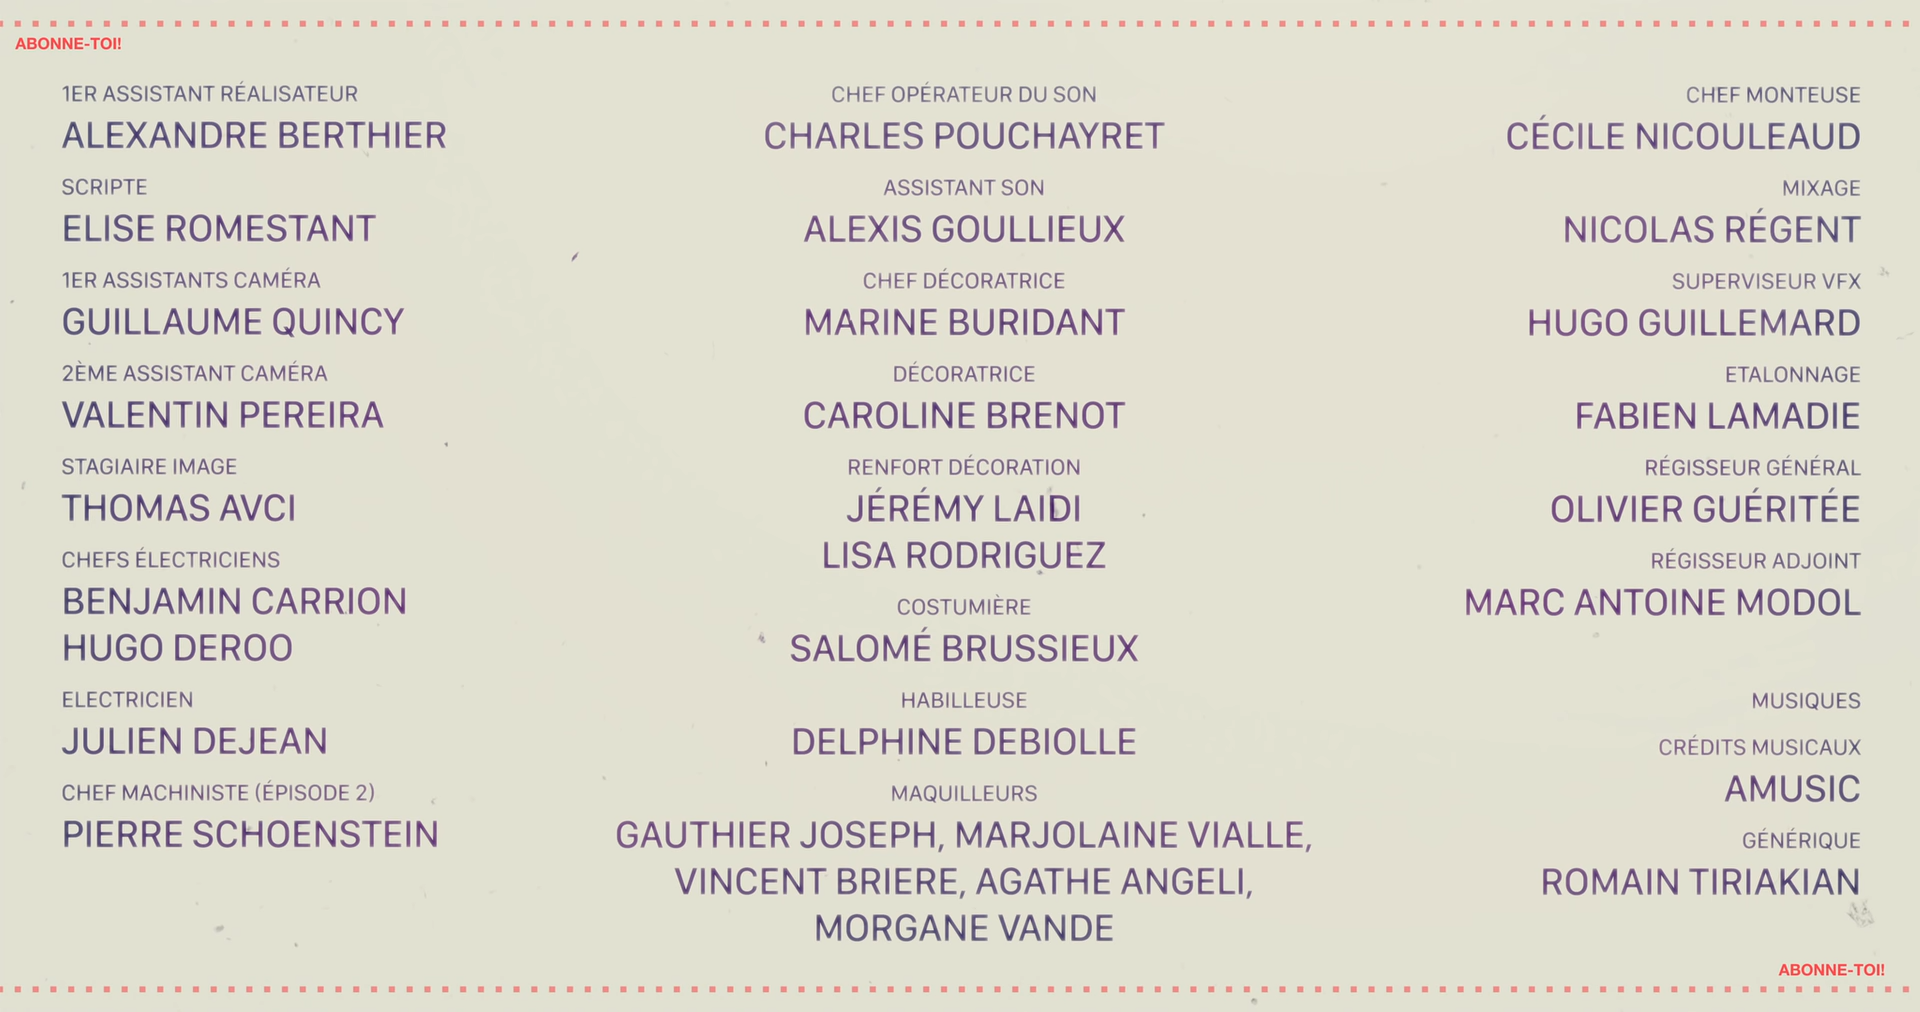 ABONNE-TOI!
1ER ASSISTANT RÉALISATEUR
ALEXANDRE BERTHIER
SCRIPTE
ELISE ROMESTANT
1ER ASSISTANTS CAMÉRA
GUILLAUME QUINCY
2ÈME ASSISTANT CAMÉRA
VALENTIN PEREIRA
STAGIAIRE IMAGE
THOMAS AVCI
CHEFS ÉLECTRICIENS
BENJAMIN CARRION
HUGO DEROO
ELECTRICIEN
JULIEN DEJEAN
CHEF MACHINISTE (ÉPISODE 2)
PIERRE SCHOENSTEIN
CHEF OPÉRATEUR DU SON
CHARLES POUCHAYRET
ASSISTANT SON
ALEXIS GOULLIEUX
CHEF DÉCORATRICE
MARINE BURIDANT
DÉCORATRICE
CAROLINE BRENOT
RENFORT DÉCORATION
JÉRÉMY LAIDI
LISA RODRIGUEZ
COSTUMIÈRE
SALOMÉ BRUSSIEUX
HABILLEUSE
DELPHINE DEBIOLLE
MAQUILLEURS
GAUTHIER JOSEPH, MARJOLAINE VIALLE,
VINCENT BRIERE, AGATHE ANGELI,
MORGANE VANDE
CHEF MONTEUSE
CÉCILE NICOULEAUD
MIXAGE
NICOLAS RÉGENT
SUPERVISEUR VFX
HUGO GUILLEMARD
ETALONNAGE
FABIEN LAMADIE
RÉGISSEUR GÉNÉRAL
OLIVIER GUÉRITÉE
RÉGISSEUR ADJOINT
MARC ANTOINE MODOL
MUSIQUES
CRÉDITS MUSICAUX
AMUSIC
GÉNÉRIQUE
ROMAIN TIRIAKIAN
ABONNE-TOI!